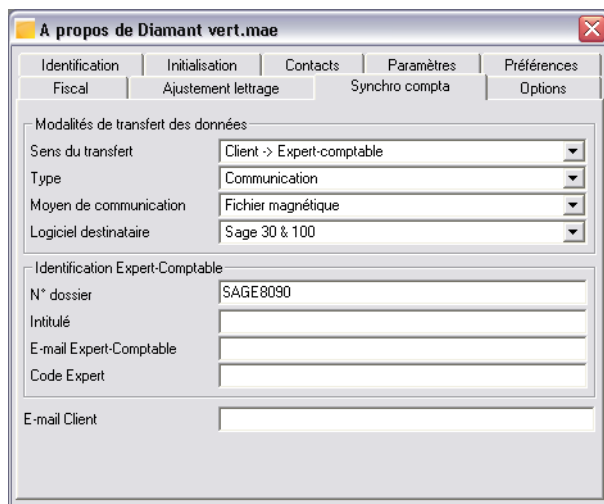 A propos de Diamant vert.mae
Identification Initialisation Contacts Paramètres Préférences
Fiscal Ajustement lettrage Synchro compta Options
Modalités de transfert des données
Sens du transfert Client -> Expert-comptable
Type Communication
Moyen de communication Fichier magnétique
Logiciel destinataire Sage 30 & 100
Identification Expert-Comptable
N° dossier SAGE8090
Intitulé
E-mail Expert-Comptable
Code Expert
E-mail Client